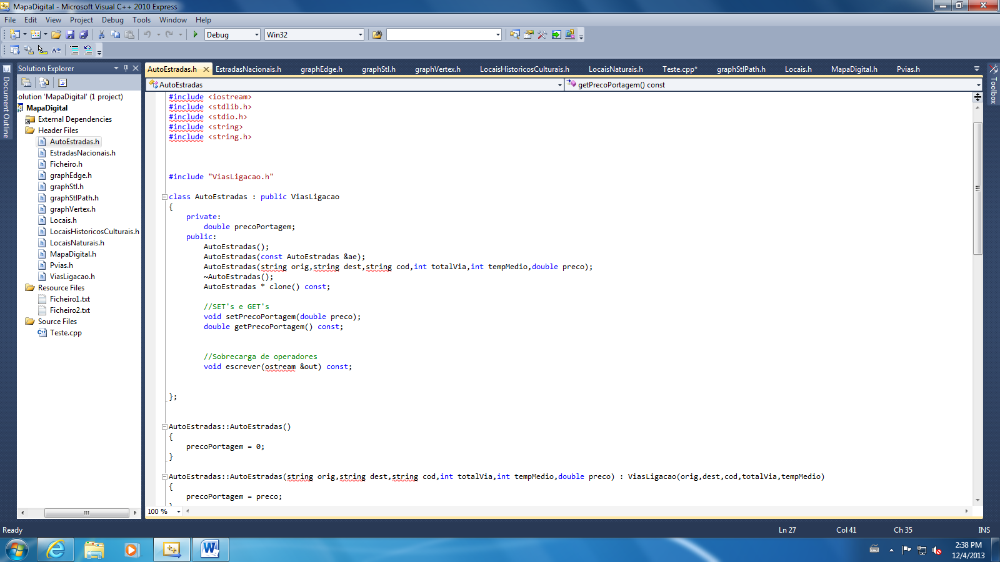 MapaDigital - Microsoft Visual C++ 2010 Express
File Edit View Project Debug Tools Window Help
Debug Win32
Solution Explorer
AutoEstradas.h EstradasNacionais.h graphEdge.h graphStl.h graphVertex.h LocaisHistoricosCulturais.h LocaisNaturais.h Teste.cpp* graphStlPath.h Locais.h MapaDigital.h Pvias.h
AutoEstradas getPrecoPortagem() const
Document Outline
Toolbox
olution 'MapaDigital' (1 project)
MapaDigital
External Dependencies
Header Files
AutoEstradas.h
EstradasNacionais.h
Ficheiro.h
graphEdge.h
graphStl.h
graphStlPath.h
graphVertex.h
Locais.h
LocaisHistoricosCulturais.h
LocaisNaturais.h
MapaDigital.h
Pvias.h
ViasLigacao.h
Resource Files
Ficheiro1.txt
Ficheiro2.txt
Source Files
Teste.cpp
#include <iostream>
#include <stdlib.h>
#include <stdio.h>
#include <string>
#include <string.h>
#include "ViasLigacao.h"
class AutoEstradas : public ViasLigacao
{
private:
double precoPortagem;
public:
AutoEstradas();
AutoEstradas(const AutoEstradas &ae);
AutoEstradas(string orig,string dest,string cod,int totalVia,int tempMedio,double preco);
~AutoEstradas();
AutoEstradas * clone() const;
//SET's e GET's
void setPrecoPortagem(double preco);
double getPrecoPortagem() const;
//Sobrecarga de operadores
void escrever(ostream &out) const;
};
AutoEstradas::AutoEstradas()
{
precoPortagem = 0;
}
AutoEstradas::AutoEstradas(string orig,string dest,string cod,int totalVia,int tempMedio,double preco) : ViasLigacao(orig,dest,cod,totalVia,tempMedio)
{
precoPortagem = preco;
}
100 %
Ready Ln 27 Col 41 Ch 35 INS
2:38 PM
12/4/2013